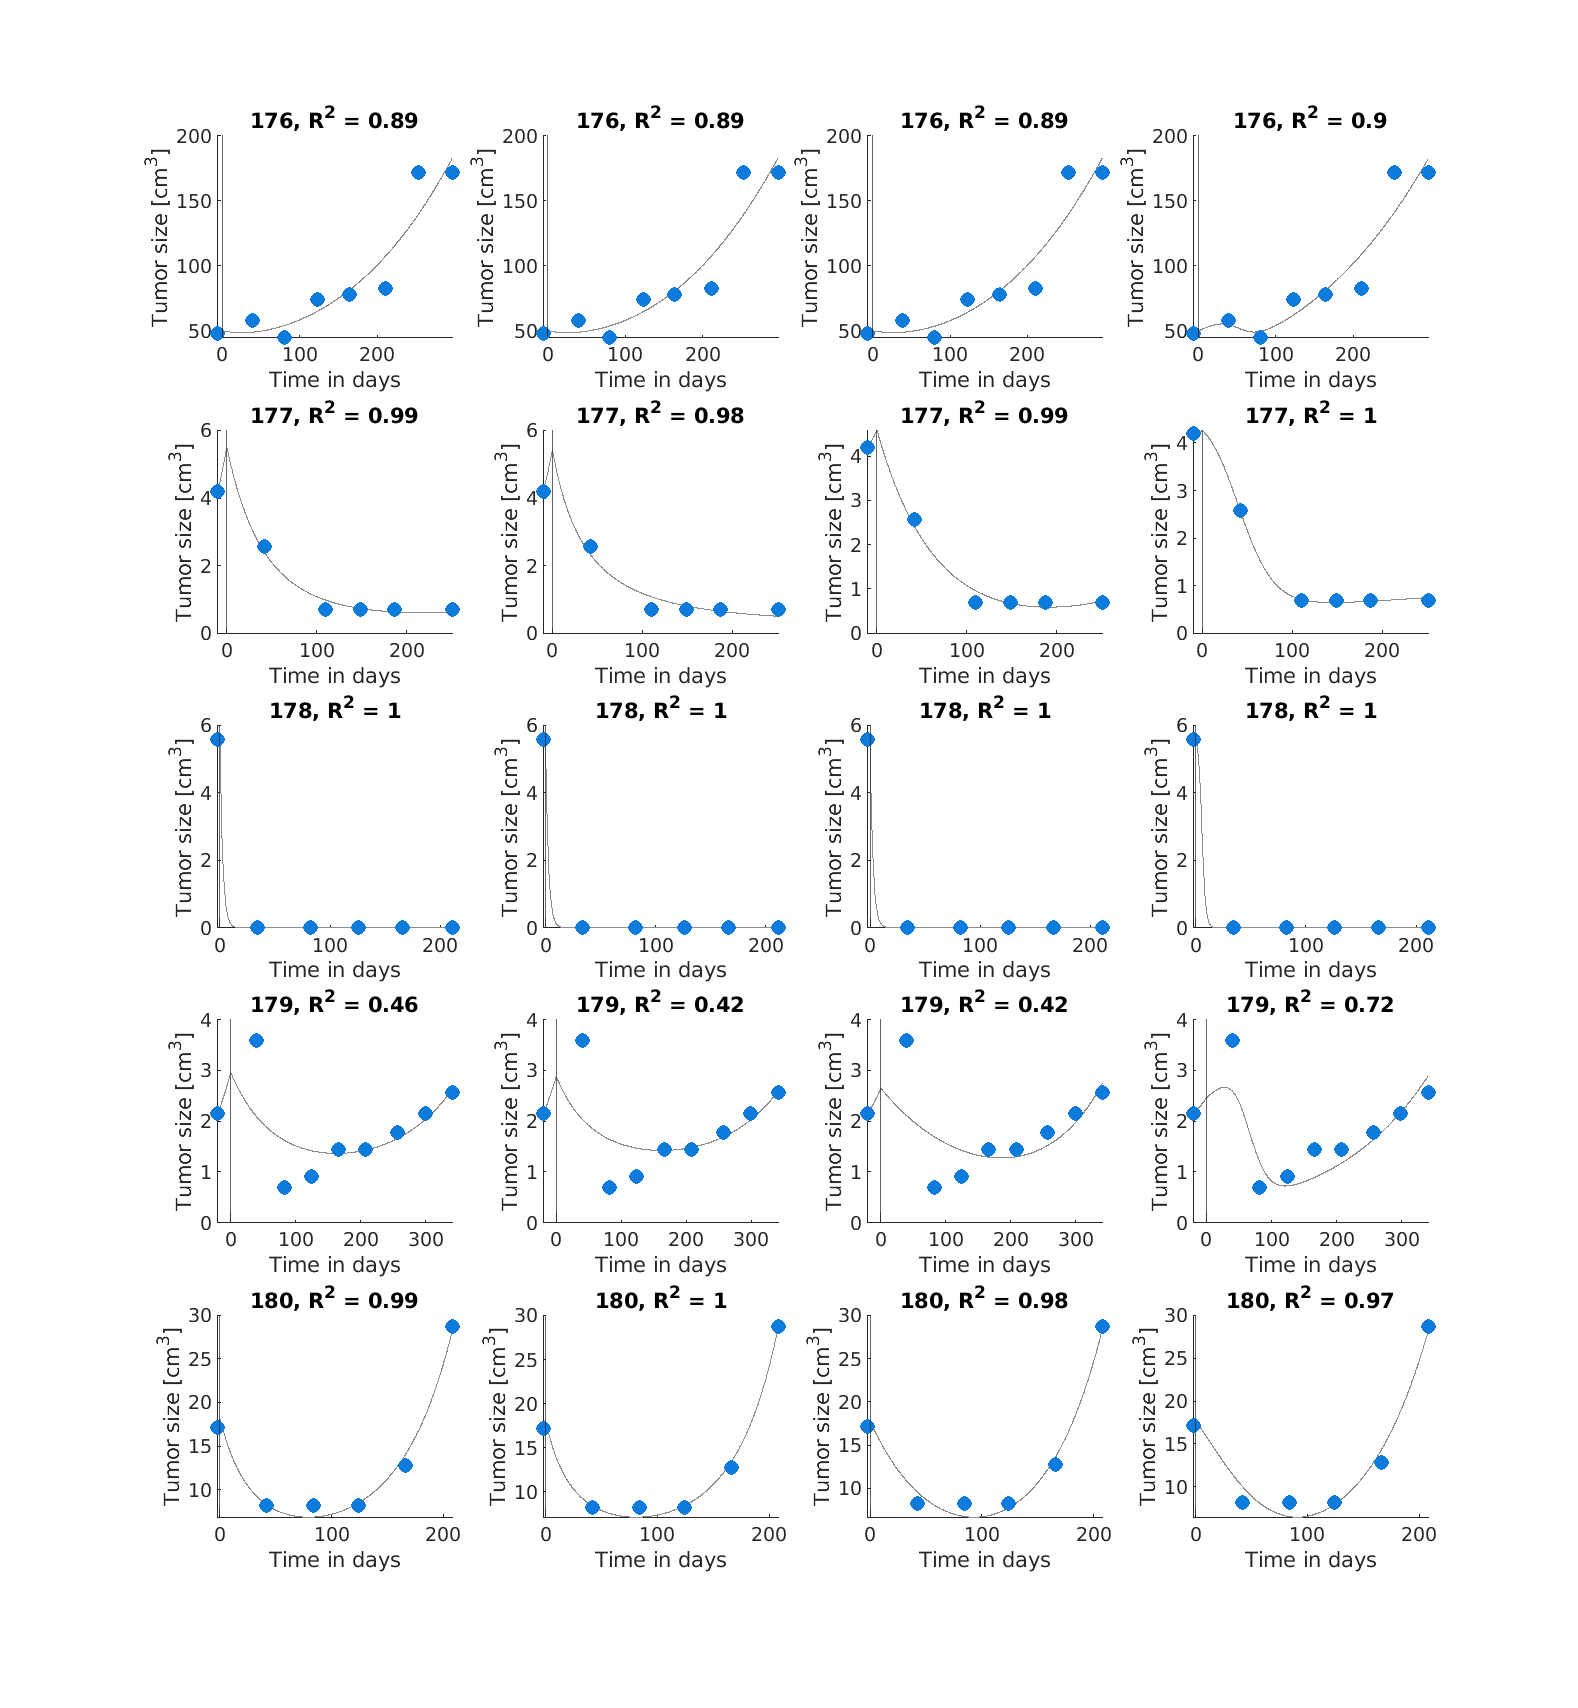 176, R² = 0.89
Tumor size [cm³]
200
150
100
50
0 100 200
Time in days
176, R² = 0.89
Tumor size [cm³]
200
150
100
50
0 100 200
Time in days
176, R² = 0.89
Tumor size [cm³]
200
150
100
50
0 100 200
Time in days
176, R² = 0.9
Tumor size [cm³]
200
150
100
50
0 100 200
Time in days
177, R² = 0.99
Tumor size [cm³]
6
4
2
0
0 100 200
Time in days
177, R² = 0.98
Tumor size [cm³]
6
4
2
0
0 100 200
Time in days
177, R² = 0.99
Tumor size [cm³]
4
3
2
1
0
0 100 200
Time in days
177, R² = 1
Tumor size [cm³]
4
3
2
1
0
0 100 200
Time in days
178, R² = 1
Tumor size [cm³]
6
4
2
0
0 100 200
Time in days
178, R² = 1
Tumor size [cm³]
6
4
2
0
0 100 200
Time in days
178, R² = 1
Tumor size [cm³]
6
4
2
0
0 100 200
Time in days
178, R² = 1
Tumor size [cm³]
6
4
2
0
0 100 200
Time in days
179, R² = 0.46
Tumor size [cm³]
4
3
2
1
0
0 100 200 300
Time in days
179, R² = 0.42
Tumor size [cm³]
4
3
2
1
0
0 100 200 300
Time in days
179, R² = 0.42
Tumor size [cm³]
4
3
2
1
0
0 100 200 300
Time in days
179, R² = 0.72
Tumor size [cm³]
4
3
2
1
0
0 100 200 300
Time in days
180, R² = 0.99
Tumor size [cm³]
30
25
20
15
10
0 100 200
Time in days
180, R² = 1
Tumor size [cm³]
30
25
20
15
10
0 100 200
Time in days
180, R² = 0.98
Tumor size [cm³]
30
25
20
15
10
0 100 200
Time in days
180, R² = 0.97
Tumor size [cm³]
30
25
20
15
10
0 100 200
Time in days